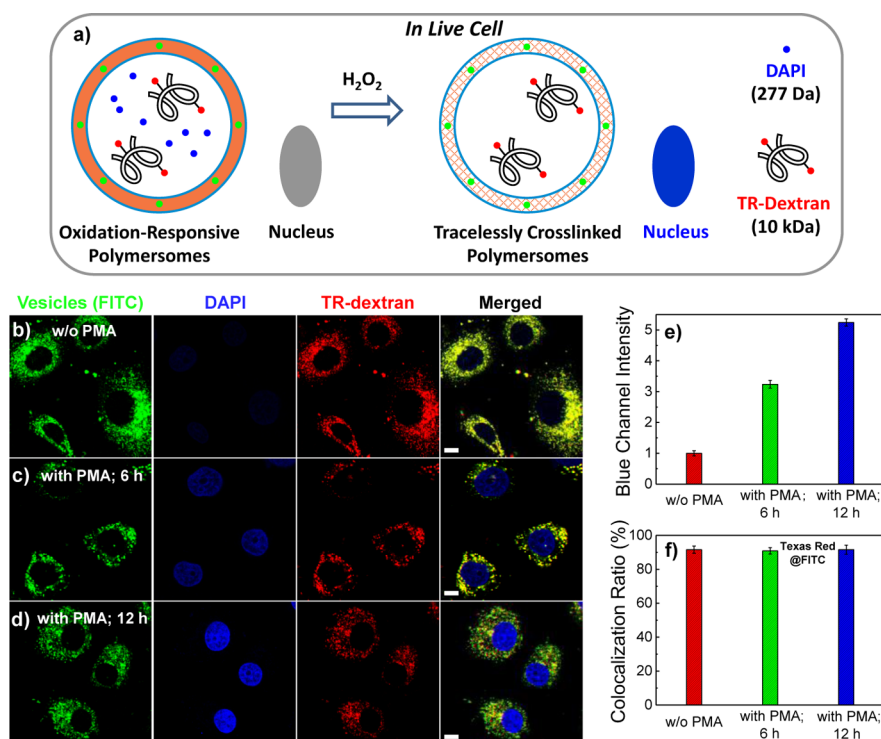 a)
In Live Cell
H₂O₂
DAPI
(277 Da)
TR-Dextran
(10 kDa)
Oxidation-Responsive
Polymersomes
Nucleus
Tracelessly Crosslinked
Polymersomes
Nucleus
Vesicles (FITC)
DAPI
TR-dextran
Merged
b)
w/o PMA
c)
with PMA; 6 h
d)
with PMA; 12 h
e)
Blue Channel Intensity
5
4
3
2
1
0
w/o PMA
with PMA;
6 h
with PMA;
12 h
f)
Texas Red
@FITC
Colocalization Ratio (%)
100
80
60
40
20
0
w/o PMA
with PMA;
6 h
with PMA;
12 h